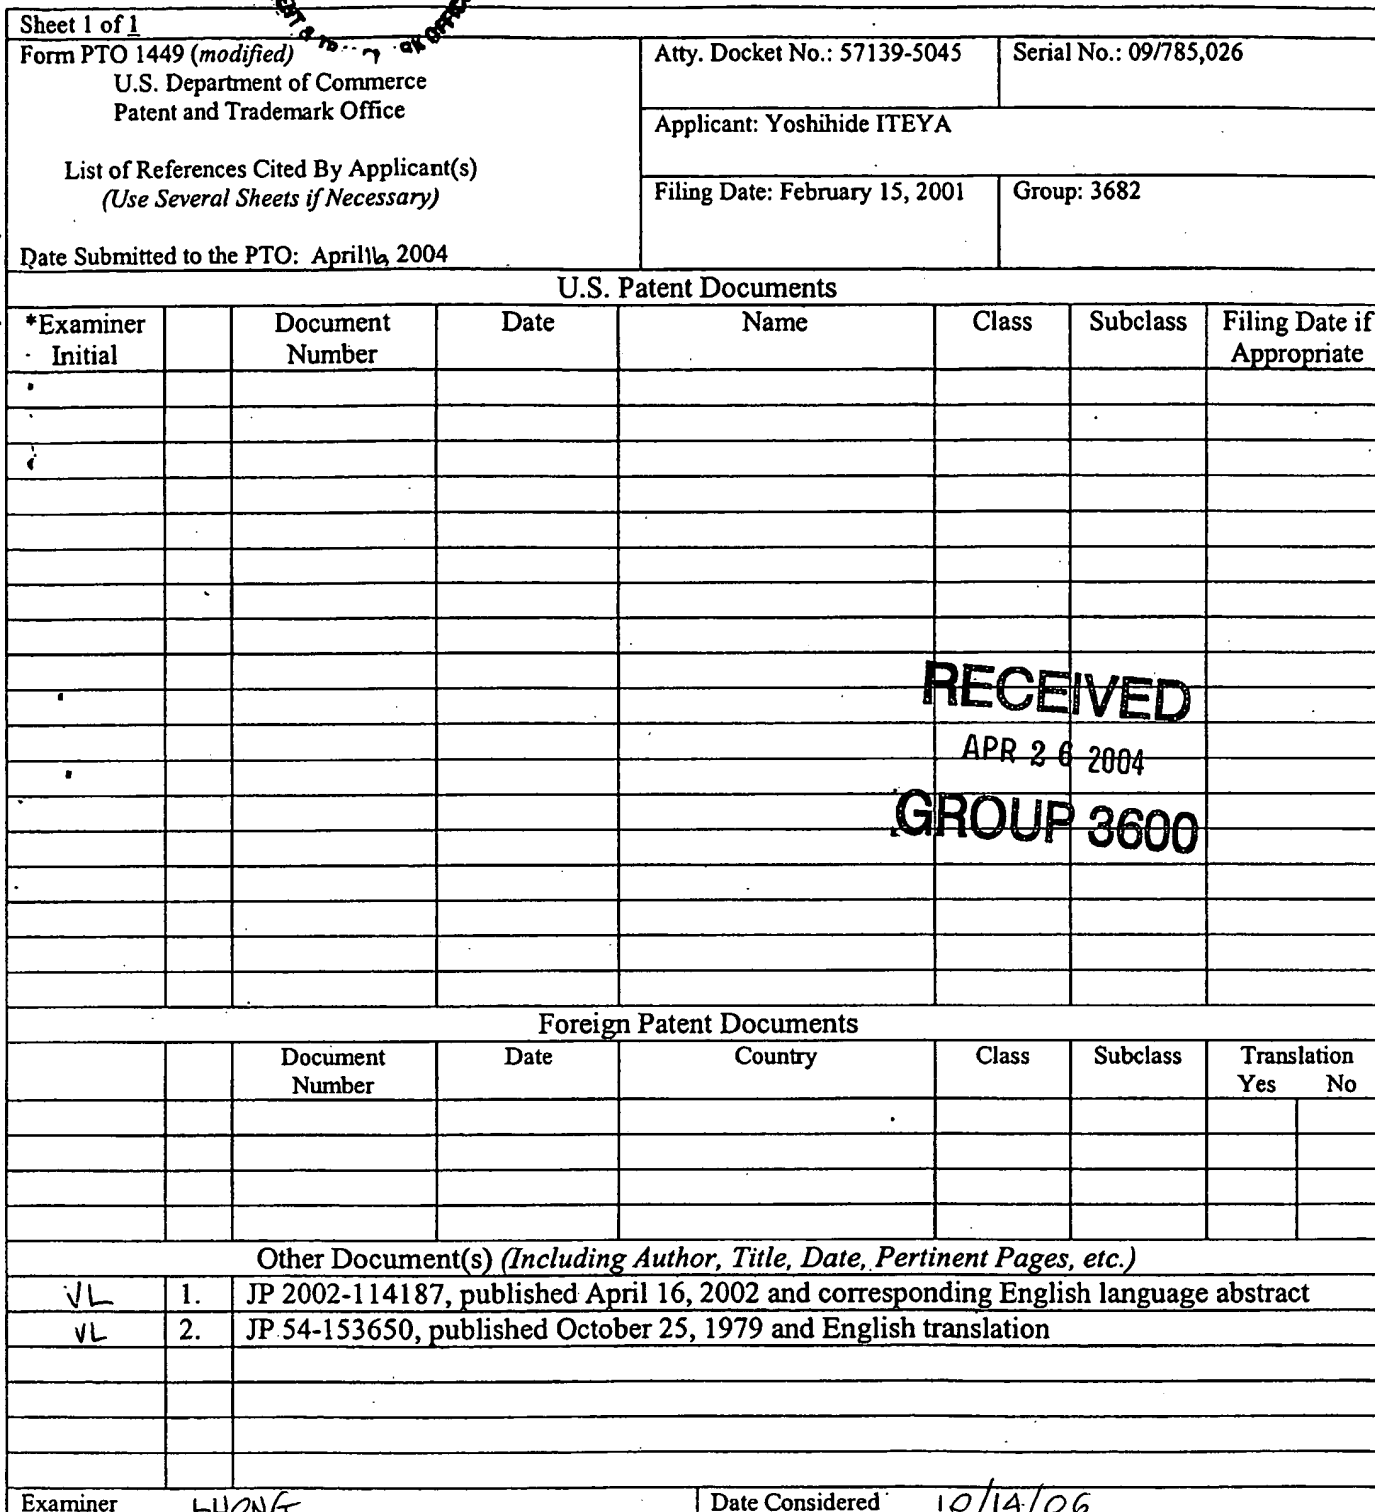 Sheet 1 of 1
Form PTO 1449 (modified)
U.S. Department of Commerce
Patent and Trademark Office
List of References Cited By Applicant(s)
(Use Several Sheets if Necessary)
Date Submitted to the PTO: April 16, 2004
Atty. Docket No.: 57139-5045
Serial No.: 09/785,026
Applicant: Yoshihide ITEYA
Filing Date: February 15, 2001
Group: 3682
U.S. Patent Documents
*Examiner Initial
Document Number
Date
Name
Class
Subclass
Filing Date if Appropriate
RECEIVED
APR 26 2004
GROUP 3600
Foreign Patent Documents
Document Number
Date
Country
Class
Subclass
Translation
Yes No
Other Document(s) (Including Author, Title, Date, Pertinent Pages, etc.)
VL 1. JP 2002-114187, published April 16, 2002 and corresponding English language abstract
VL 2. JP 54-153650, published October 25, 1979 and English translation
Examiner LUONG
Date Considered 10/14/06